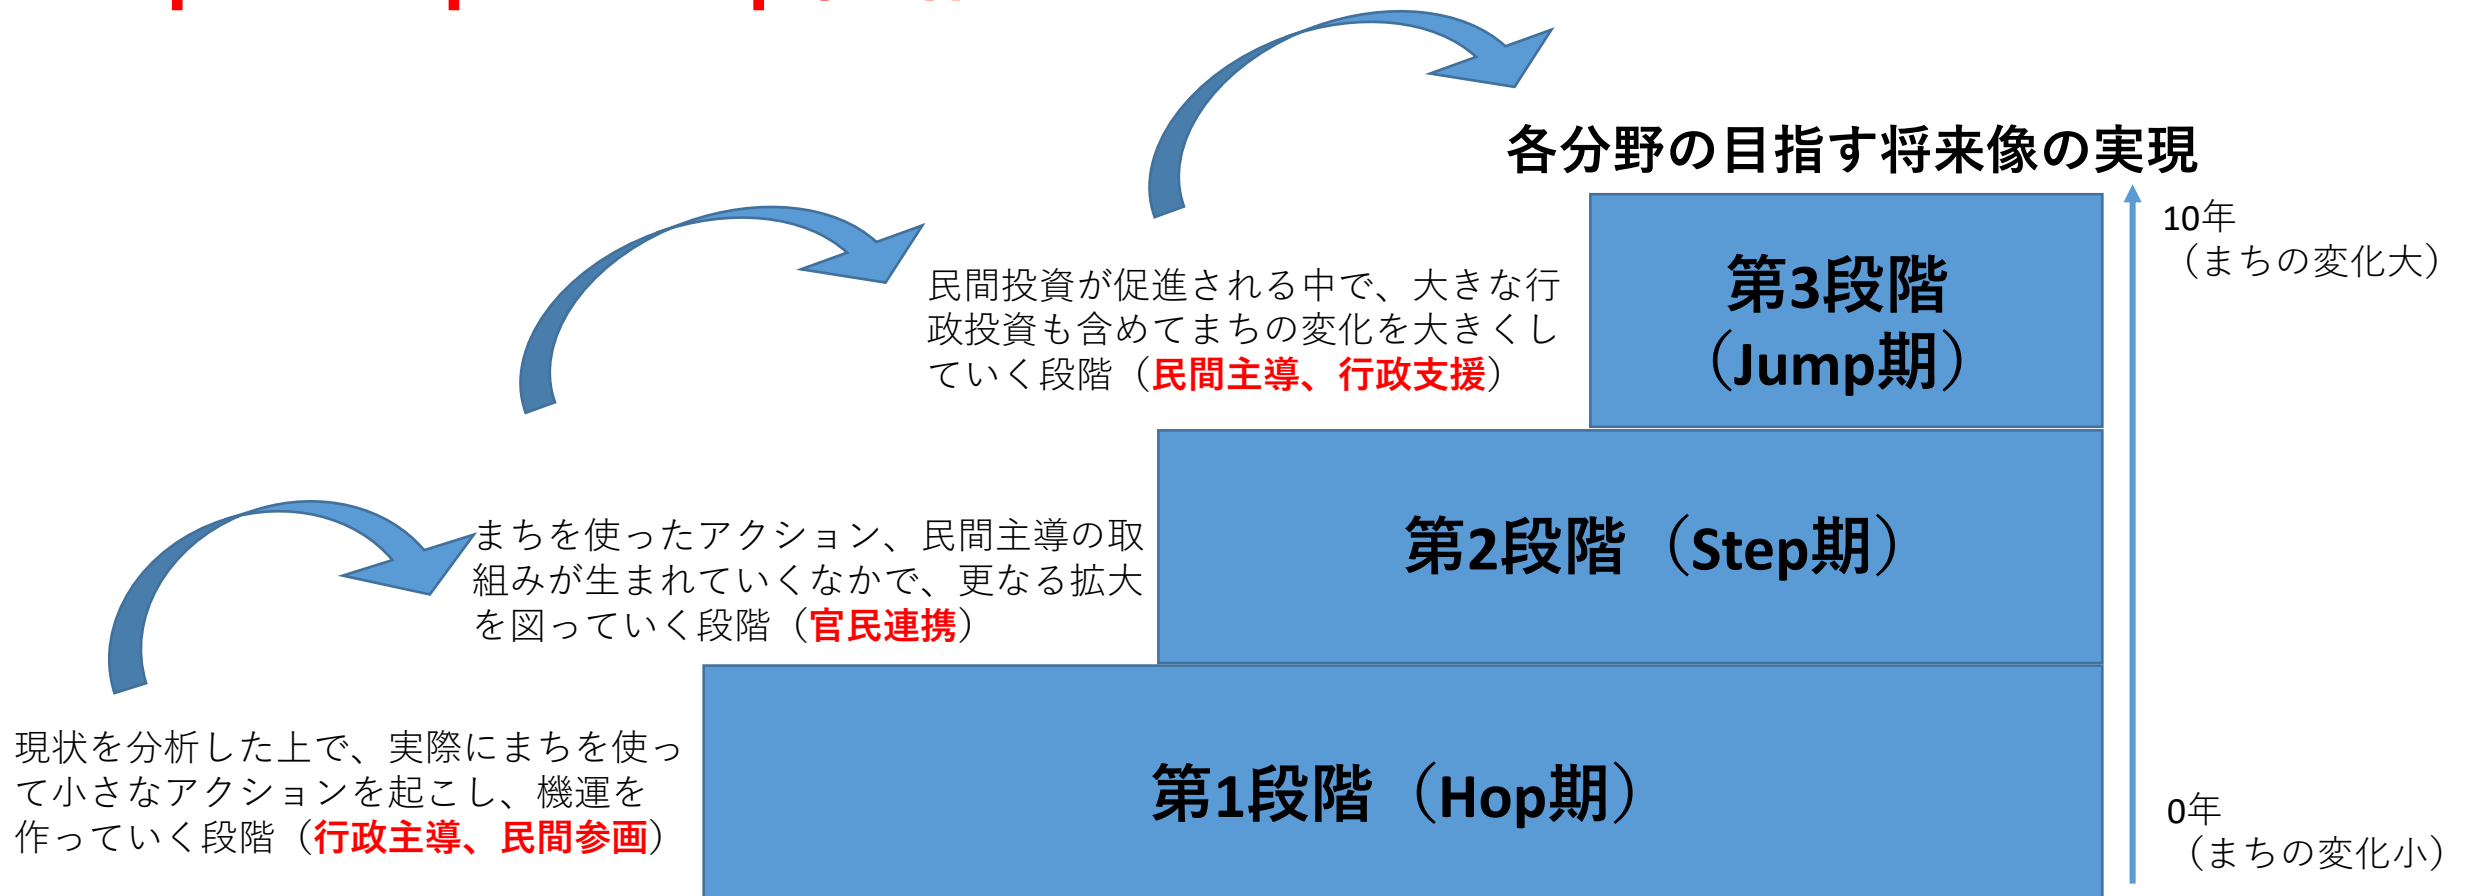 各分野の目指す将来像の実現
10年
（まちの変化大）
第3段階
（Jump期）
民間投資が促進される中で、大きな行
政投資も含めてまちの変化を大きくし
ていく段階（民間主導、行政支援）
まちを使ったアクション、民間主導の取
組みが生まれていくなかで、更なる拡大
を図っていく段階（官民連携）
第2段階（Step期）
現状を分析した上で、実際にまちを使っ
て小さなアクションを起こし、機運を
作っていく段階（行政主導、民間参画）
第1段階（Hop期）
0年
（まちの変化小）